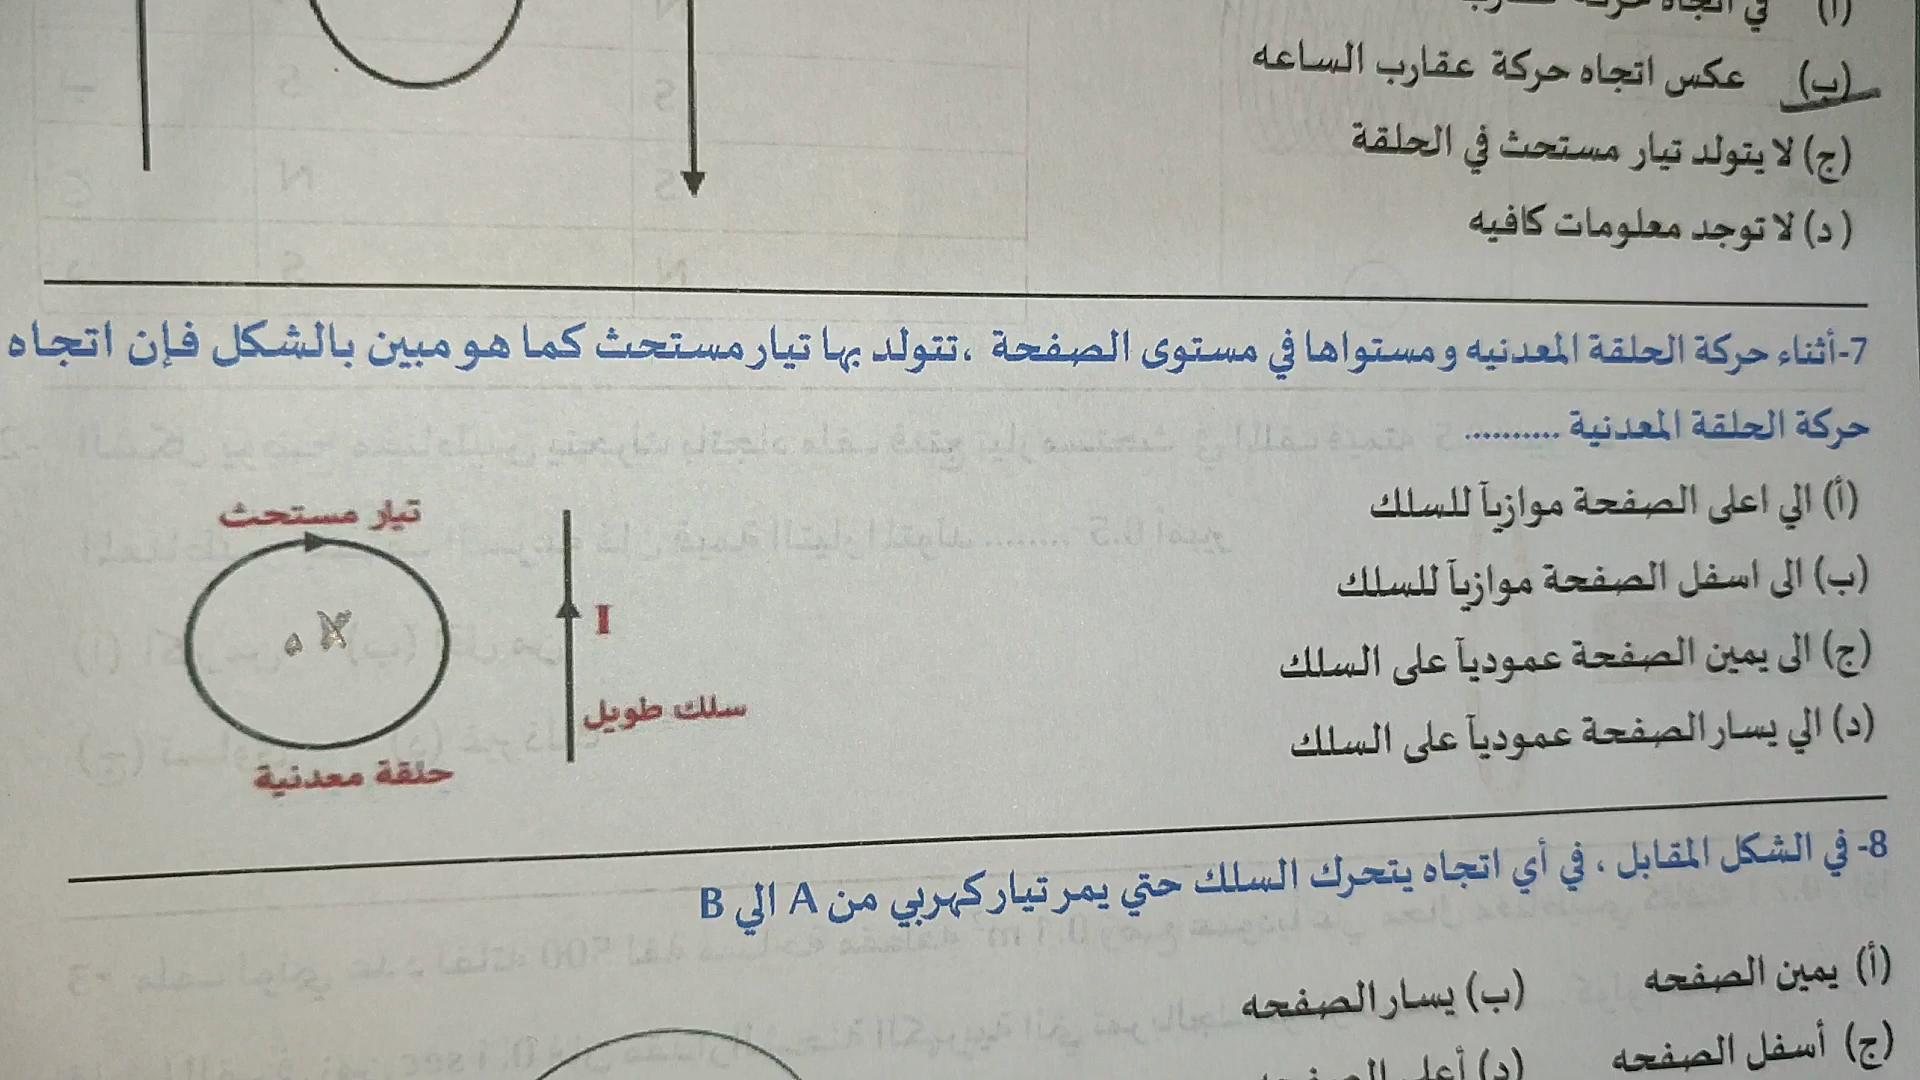 (ب) عكس اتجاه حركة عقارب الساعه
(ج) لا يتولد تيار مستحث في الحلقة
(د) لا توجد معلومات كافيه
7-أثناء حركة الحلقة المعدنيه ومستواها في مستوى الصفحة ،تتولد بها تيار مستحث كما هو مبين بالشكل فإن اتجاه
حركة الحلقة المعدنية ..........
(أ) الي اعلى الصفحة موازياً للسلك
(ب) الى اسفل الصفحة موازياً للسلك
(ج) الى يمين الصفحة عمودياً على السلك
(د) الي يسار الصفحة عمودياً على السلك
تيار مستحث
I
سلك طويل
حلقة معدنية
8- في الشكل المقابل ، في أي اتجاه يتحرك السلك حتي يمر تيار كهربي من A الي B
(أ) يمين الصفحه (ب) يسار الصفحه
(ج) أسفل الصفحه (د) أعلى الصفحه